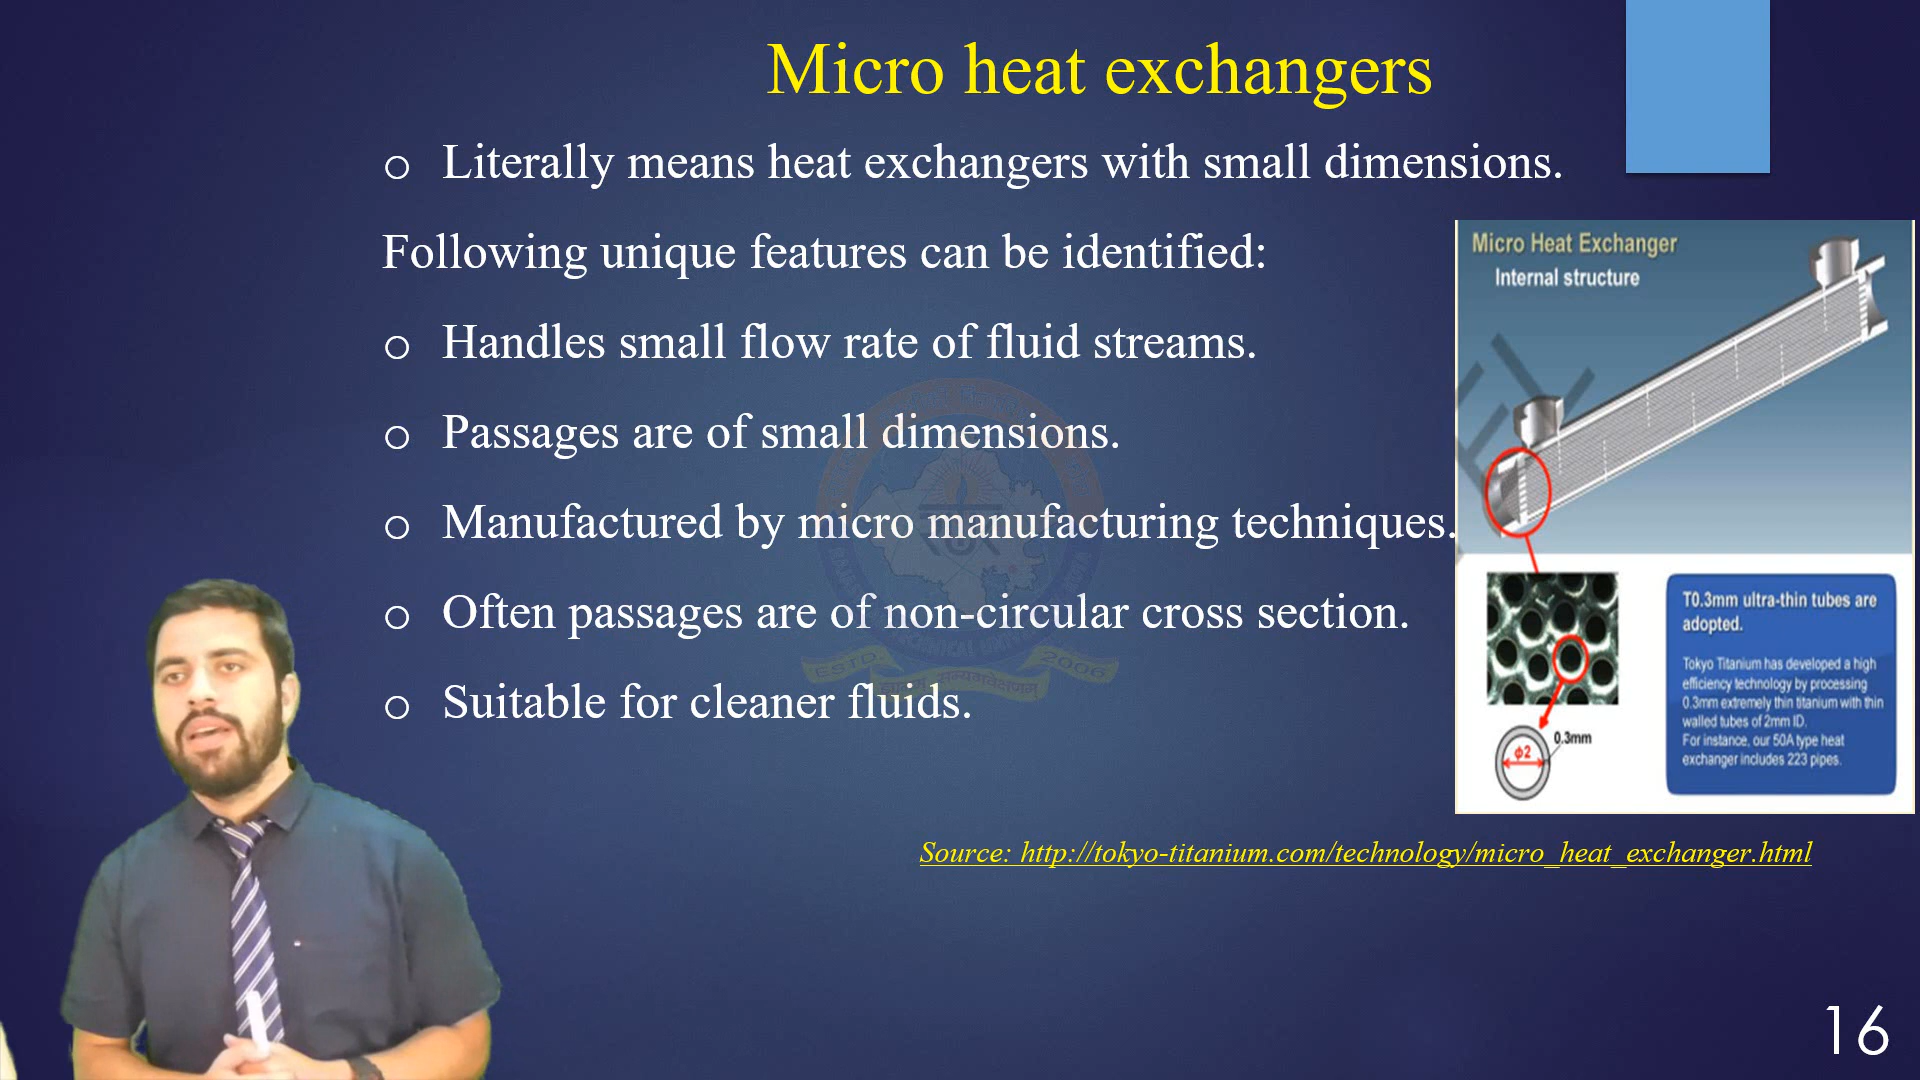 Micro heat exchangers
o Literally means heat exchangers with small dimensions.
Following unique features can be identified:
o Handles small flow rate of fluid streams.
o Passages are of small dimensions.
o Manufactured by micro manufacturing techniques.
o Often passages are of non-circular cross section.
o Suitable for cleaner fluids.
Micro Heat Exchanger
Internal structure
T0.3mm ultra-thin tubes are
adopted.
Tokyo Titanium has developed a high
efficiency technology by processing
0.3mm extremely thin titanium with thin
walled tubes of 2mm ID.
For instance, our 50A type heat
exchanger includes 223 pipes.
0.3mm
ϕ2
Source: http://tokyo-titanium.com/technology/micro_heat_exchanger.html
ESTD. 2006
16